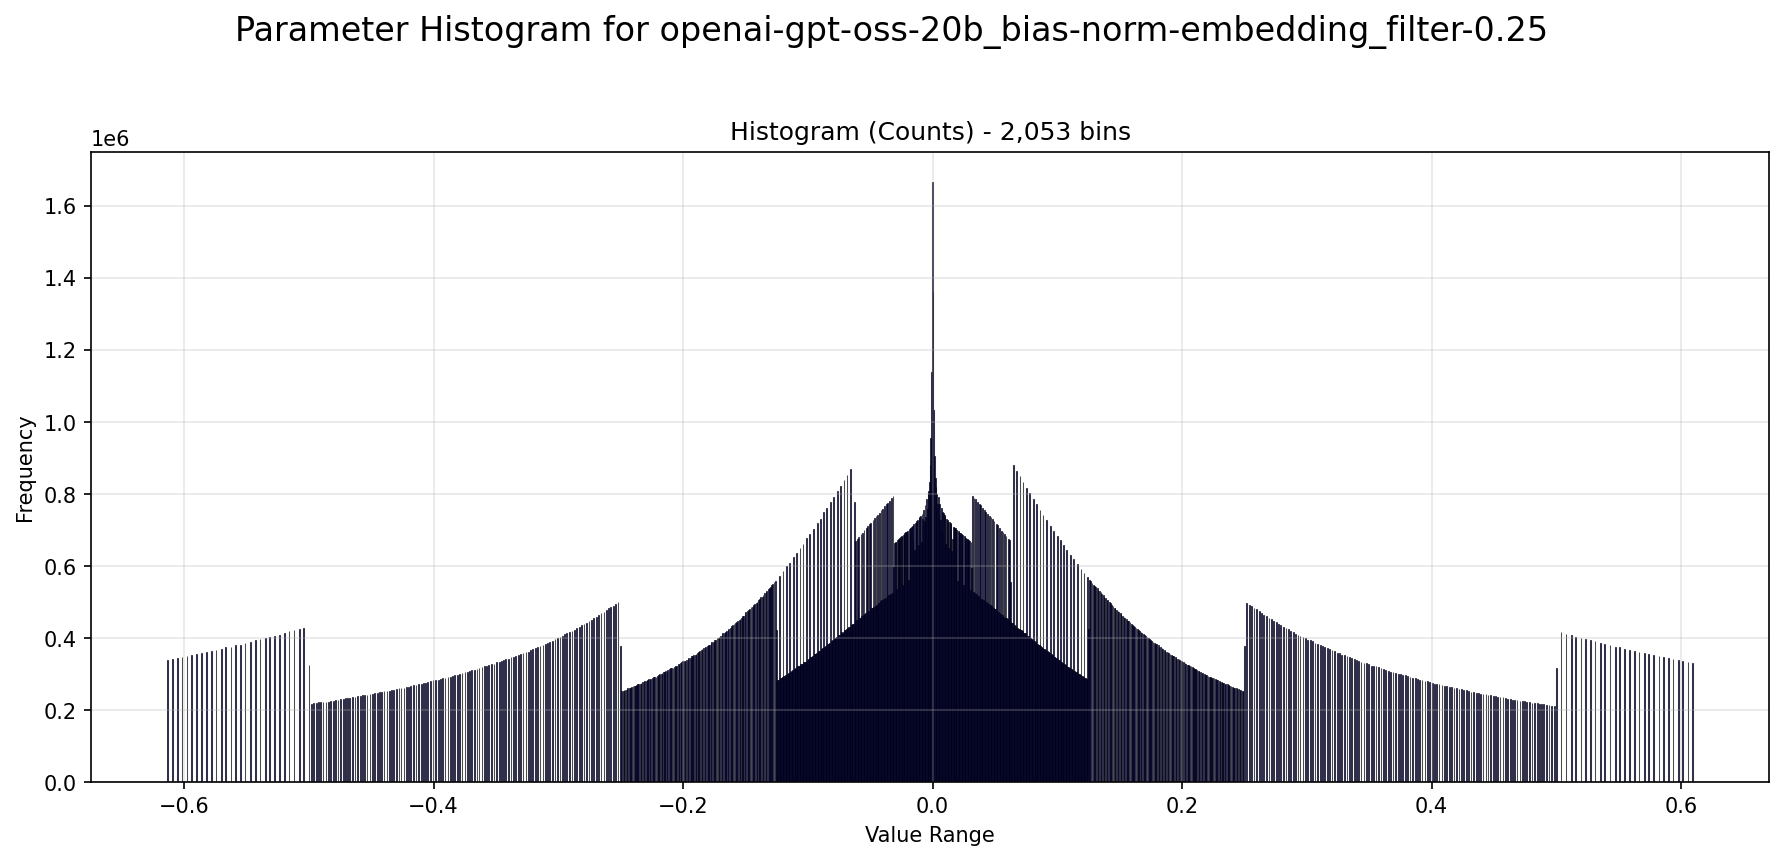 Parameter Histogram for openai-gpt-oss-20b_bias-norm-embedding_filter-0.25
Histogram (Counts) - 2,053 bins
1e6
1.6
1.4
1.2
1.0
0.8
0.6
0.4
0.2
0.0
Frequency
−0.6 −0.4 −0.2 0.0 0.2 0.4 0.6
Value Range